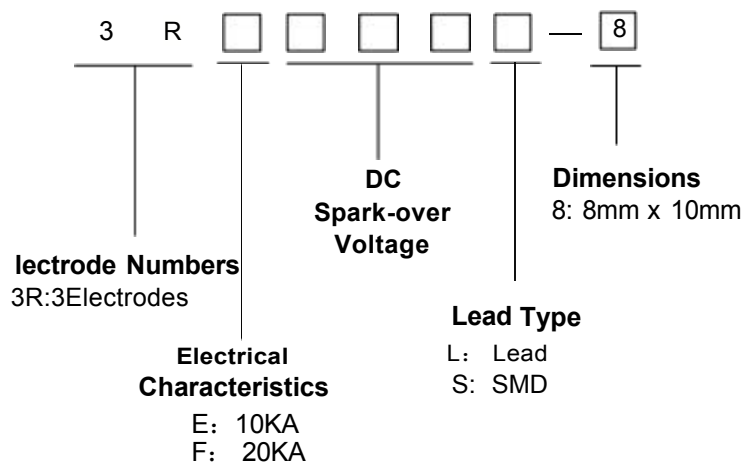 3 R □ □ □ □ □ — 8
DC
Spark-over
Voltage
Dimensions
8: 8mm x 10mm
lectrode Numbers
3R:3Electrodes
Lead Type
L： Lead
S: SMD
Electrical
Characteristics
E：10KA
F： 20KA